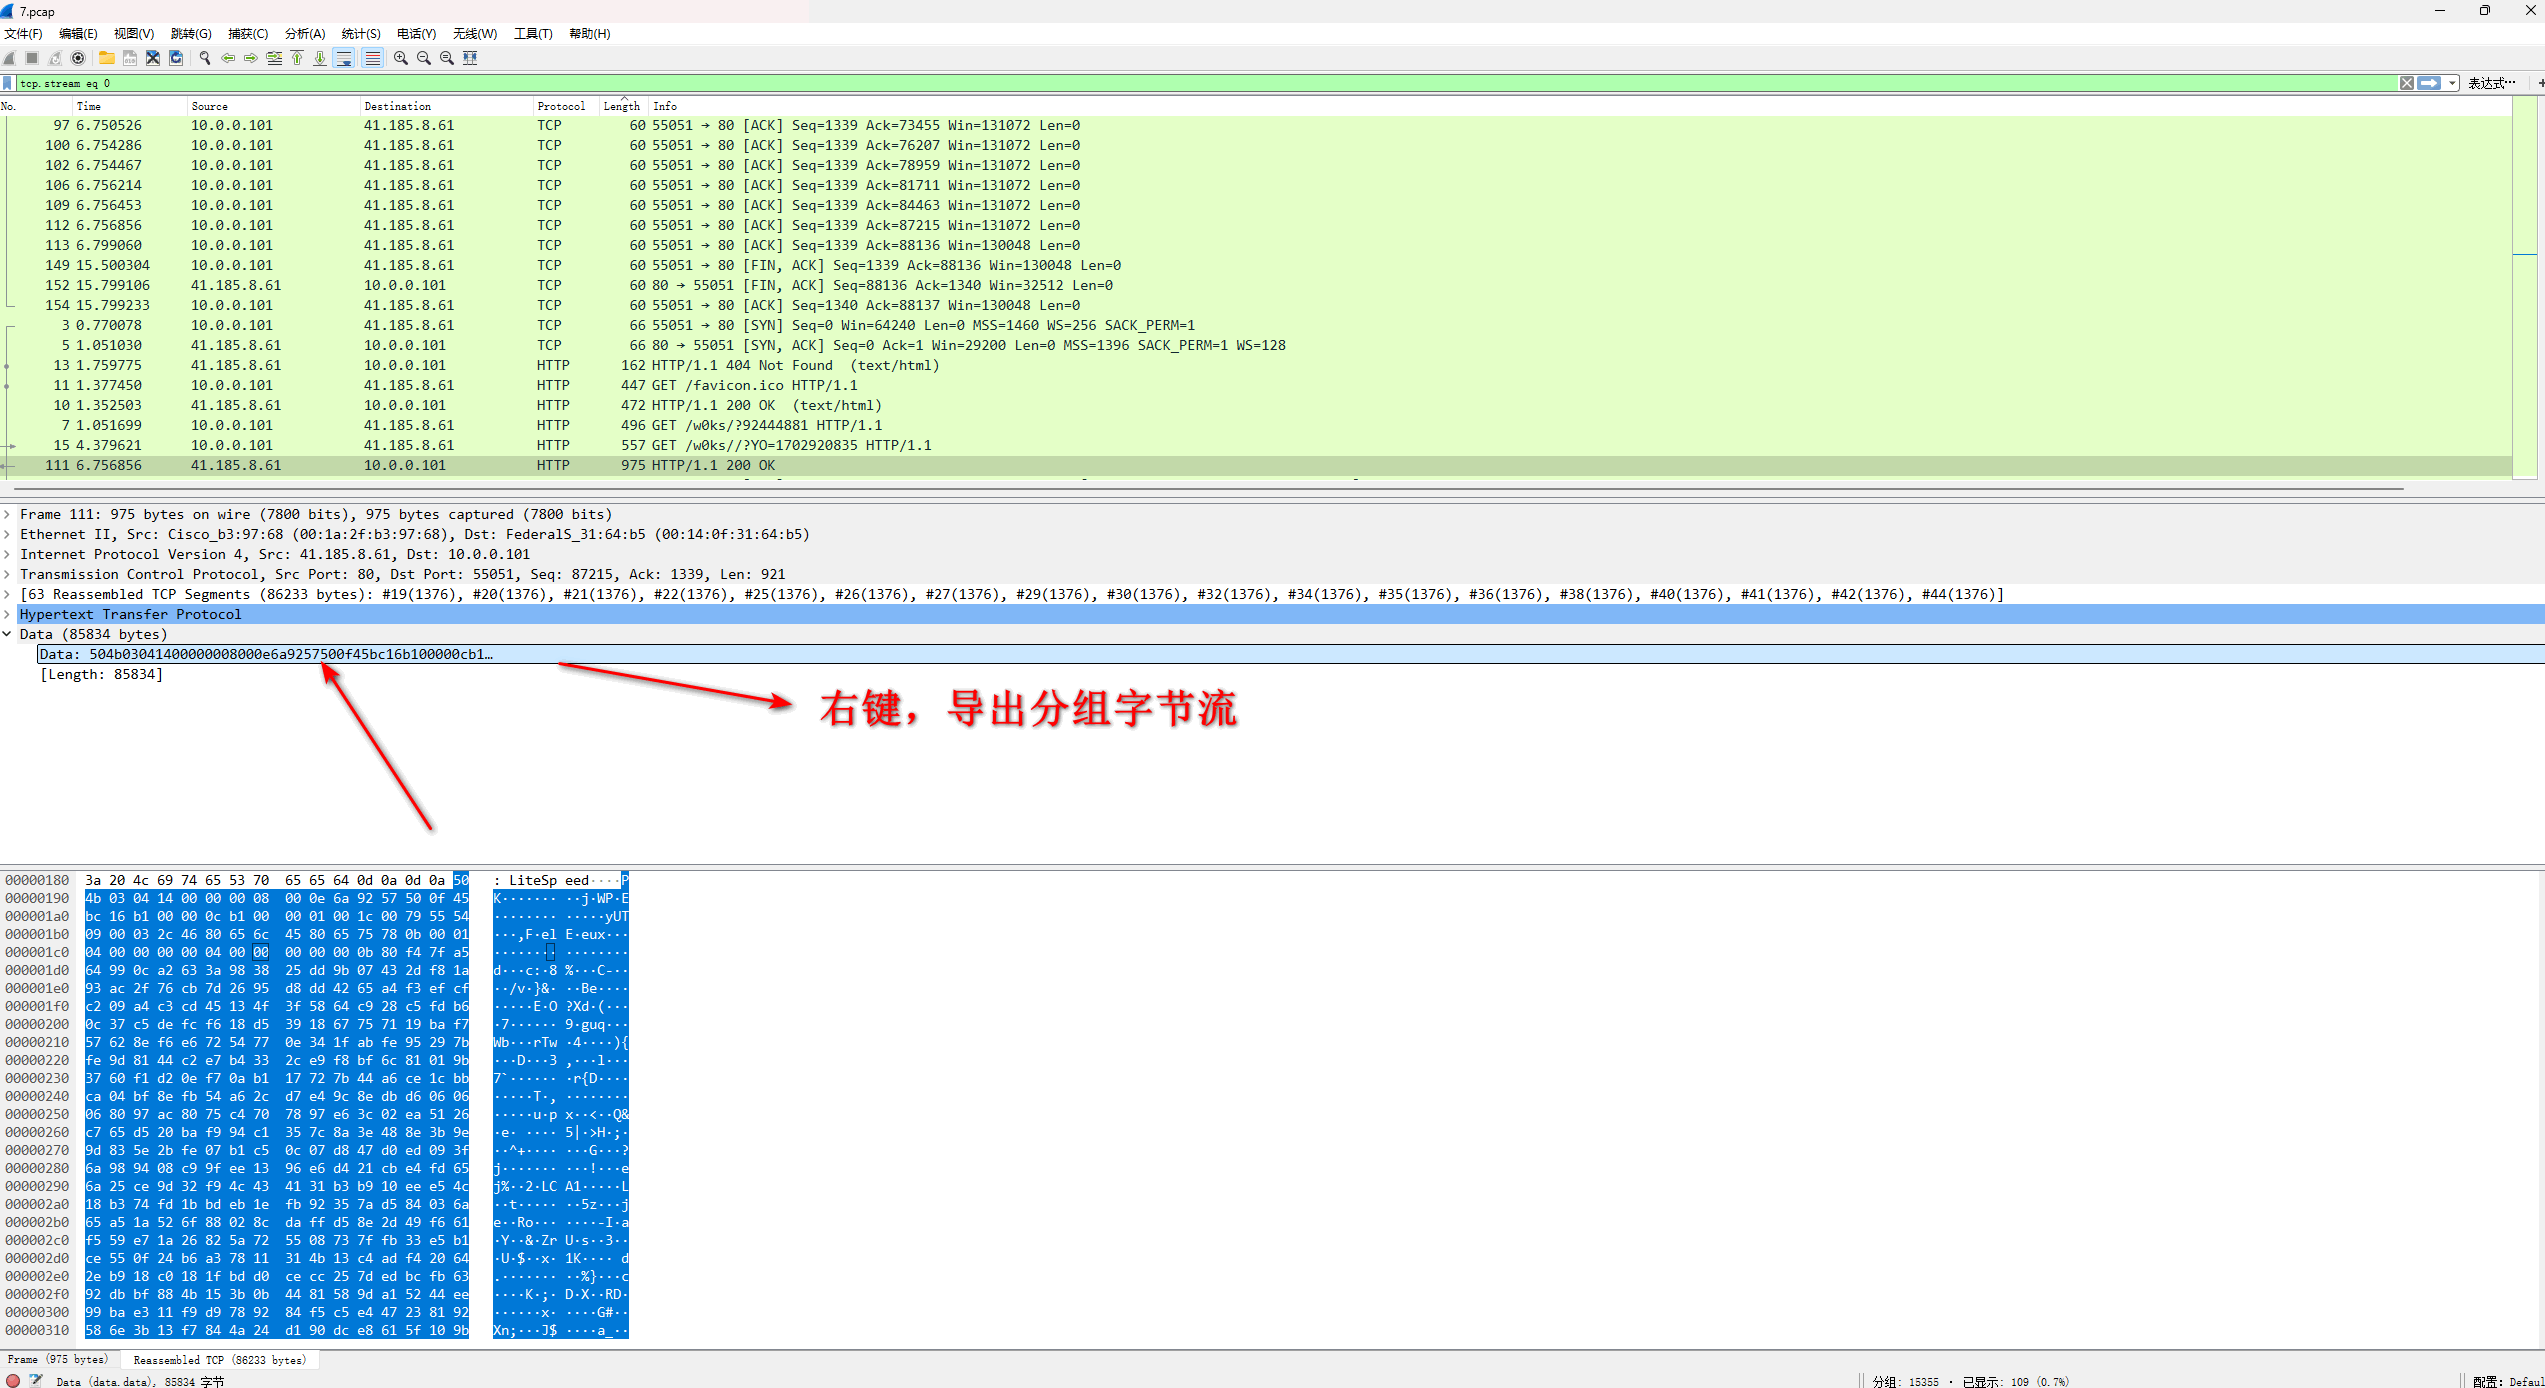 7.pcap
文件(F) 编辑(E) 视图(V) 跳转(G) 捕获(C) 分析(A) 统计(S) 电话(Y) 无线(W) 工具(T) 帮助(H)
tcp.stream eq 0 表达式…
No. Time Source Destination Protocol Length Info
97 6.750526 10.0.0.101 41.185.8.61 TCP 60 55051 → 80 [ACK] Seq=1339 Ack=73455 Win=131072 Len=0
100 6.754286 10.0.0.101 41.185.8.61 TCP 60 55051 → 80 [ACK] Seq=1339 Ack=76207 Win=131072 Len=0
102 6.754467 10.0.0.101 41.185.8.61 TCP 60 55051 → 80 [ACK] Seq=1339 Ack=78959 Win=131072 Len=0
106 6.756214 10.0.0.101 41.185.8.61 TCP 60 55051 → 80 [ACK] Seq=1339 Ack=81711 Win=131072 Len=0
109 6.756453 10.0.0.101 41.185.8.61 TCP 60 55051 → 80 [ACK] Seq=1339 Ack=84463 Win=131072 Len=0
112 6.756856 10.0.0.101 41.185.8.61 TCP 60 55051 → 80 [ACK] Seq=1339 Ack=87215 Win=131072 Len=0
113 6.799060 10.0.0.101 41.185.8.61 TCP 60 55051 → 80 [ACK] Seq=1339 Ack=88136 Win=130048 Len=0
149 15.500304 10.0.0.101 41.185.8.61 TCP 60 55051 → 80 [FIN, ACK] Seq=1339 Ack=88136 Win=130048 Len=0
152 15.799106 41.185.8.61 10.0.0.101 TCP 60 80 → 55051 [FIN, ACK] Seq=88136 Ack=1340 Win=32512 Len=0
154 15.799233 10.0.0.101 41.185.8.61 TCP 60 55051 → 80 [ACK] Seq=1340 Ack=88137 Win=130048 Len=0
3 0.770078 10.0.0.101 41.185.8.61 TCP 66 55051 → 80 [SYN] Seq=0 Win=64240 Len=0 MSS=1460 WS=256 SACK_PERM=1
5 1.051030 41.185.8.61 10.0.0.101 TCP 66 80 → 55051 [SYN, ACK] Seq=0 Ack=1 Win=29200 Len=0 MSS=1396 SACK_PERM=1 WS=128
13 1.759775 41.185.8.61 10.0.0.101 HTTP 162 HTTP/1.1 404 Not Found (text/html)
11 1.377450 10.0.0.101 41.185.8.61 HTTP 447 GET /favicon.ico HTTP/1.1
10 1.352503 41.185.8.61 10.0.0.101 HTTP 472 HTTP/1.1 200 OK (text/html)
7 1.051699 10.0.0.101 41.185.8.61 HTTP 496 GET /w0ks/?92444881 HTTP/1.1
15 4.379621 10.0.0.101 41.185.8.61 HTTP 557 GET /w0ks//?YO=1702920835 HTTP/1.1
111 6.756856 41.185.8.61 10.0.0.101 HTTP 975 HTTP/1.1 200 OK
Frame 111: 975 bytes on wire (7800 bits), 975 bytes captured (7800 bits)
Ethernet II, Src: Cisco_b3:97:68 (00:1a:2f:b3:97:68), Dst: FederalS_31:64:b5 (00:14:0f:31:64:b5)
Internet Protocol Version 4, Src: 41.185.8.61, Dst: 10.0.0.101
Transmission Control Protocol, Src Port: 80, Dst Port: 55051, Seq: 87215, Ack: 1339, Len: 921
[63 Reassembled TCP Segments (86233 bytes): #19(1376), #20(1376), #21(1376), #22(1376), #25(1376), #26(1376), #27(1376), #29(1376), #30(1376), #32(1376), #34(1376), #35(1376), #36(1376), #38(1376), #40(1376), #41(1376), #42(1376), #44(1376)]
Hypertext Transfer Protocol
Data (85834 bytes)
Data: 504b03041400000008000e6a9257500f45bc16b100000cb1…
[Length: 85834]
右键，导出分组字节流
00000180 3a 20 4c 69 74 65 53 70 65 65 64 0d 0a 0d 0a 50 : LiteSp eed····P
00000190 4b 03 04 14 00 00 00 08 00 0e 6a 92 57 50 0f 45 K······· ··j·WP·E
000001a0 bc 16 b1 00 00 0c b1 00 00 01 00 1c 00 79 55 54 ········ ·····yUT
000001b0 09 00 03 2c 46 80 65 6c 45 80 65 75 78 0b 00 01 ···,F·el E·eux···
000001c0 04 00 00 00 00 04 00 00 00 00 00 0b 80 f4 7f a5 ········ ········
000001d0 64 99 0c a2 63 3a 98 38 25 dd 9b 07 43 2d f8 1a d···c:·8 %···C-··
000001e0 93 ac 2f 76 cb 7d 26 95 d8 dd 42 65 a4 f3 ef cf ··/v·}&· ··Be····
000001f0 c2 09 a4 c3 cd 45 13 4f 3f 58 64 c9 28 c5 fd b6 ·····E·O ?Xd·(···
00000200 0c 37 c5 de fc f6 18 d5 39 18 67 75 71 19 ba f7 ·7······ 9·guq···
00000210 57 62 8e f6 e6 72 54 77 0e 34 1f ab fe 95 29 7b Wb···rTw ·4····){
00000220 fe 9d 81 44 c2 e7 b4 33 2c e9 f8 bf 6c 81 01 9b ···D···3 ,···l···
00000230 37 60 f1 d2 0e f7 0a b1 17 72 7b 44 a6 ce 1c bb 7`······ ·r{D····
00000240 ca 04 bf 8e fb 54 a6 2c d7 e4 9c 8e db d6 06 06 ·····T·, ········
00000250 06 80 97 ac 80 75 c4 70 78 97 e6 3c 02 ea 51 26 ·····u·p x··<··Q&
00000260 c7 65 d5 20 ba f9 94 c1 35 7c 8a 3e 48 8e 3b 9e ·e· ···· 5|·>H·;·
00000270 9d 83 5e 2b fe 07 b1 c5 0c 07 d8 47 d0 ed 09 3f ··^+···· ···G···?
00000280 6a 98 94 08 c9 9f ee 13 96 e6 d4 21 cb e4 fd 65 j······· ···!···e
00000290 6a 25 ce 9d 32 f9 4c 43 41 31 b3 b9 10 ee e5 4c j%··2·LC A1·····L
000002a0 18 b3 74 fd 1b bd eb 1e fb 92 35 7a d5 84 03 6a ··t····· ··5z···j
000002b0 65 a5 1a 52 6f 88 02 8c da ff d5 8e 2d 49 f6 61 e··Ro··· ····-I·a
000002c0 f5 59 e7 1a 26 82 5a 72 55 08 73 7f fb 33 e5 b1 ·Y··&·Zr U·s··3··
000002d0 ce 55 0f 24 b6 a3 78 11 31 4b 13 c4 ad f4 20 64 ·U·$··x· 1K···· d
000002e0 2e b9 18 c0 18 1f bd d0 ce cc 25 7d ed bc fb 63 .······· ··%}···c
000002f0 92 db bf 88 4b 15 3b 0b 44 81 58 9d a1 52 44 ee ····K·;· D·X··RD·
00000300 99 ba e3 11 f9 d9 78 92 84 f5 c5 e4 47 23 81 92 ······x· ····G#··
00000310 58 6e 3b 13 f7 84 4a 24 d1 90 dc e8 61 5f 10 9b Xn;···J$ ····a_··
Frame (975 bytes) Reassembled TCP (86233 bytes)
Data (data.data), 85834 字节 分组: 15355 · 已显示: 109 (0.7%) 配置: Defaul